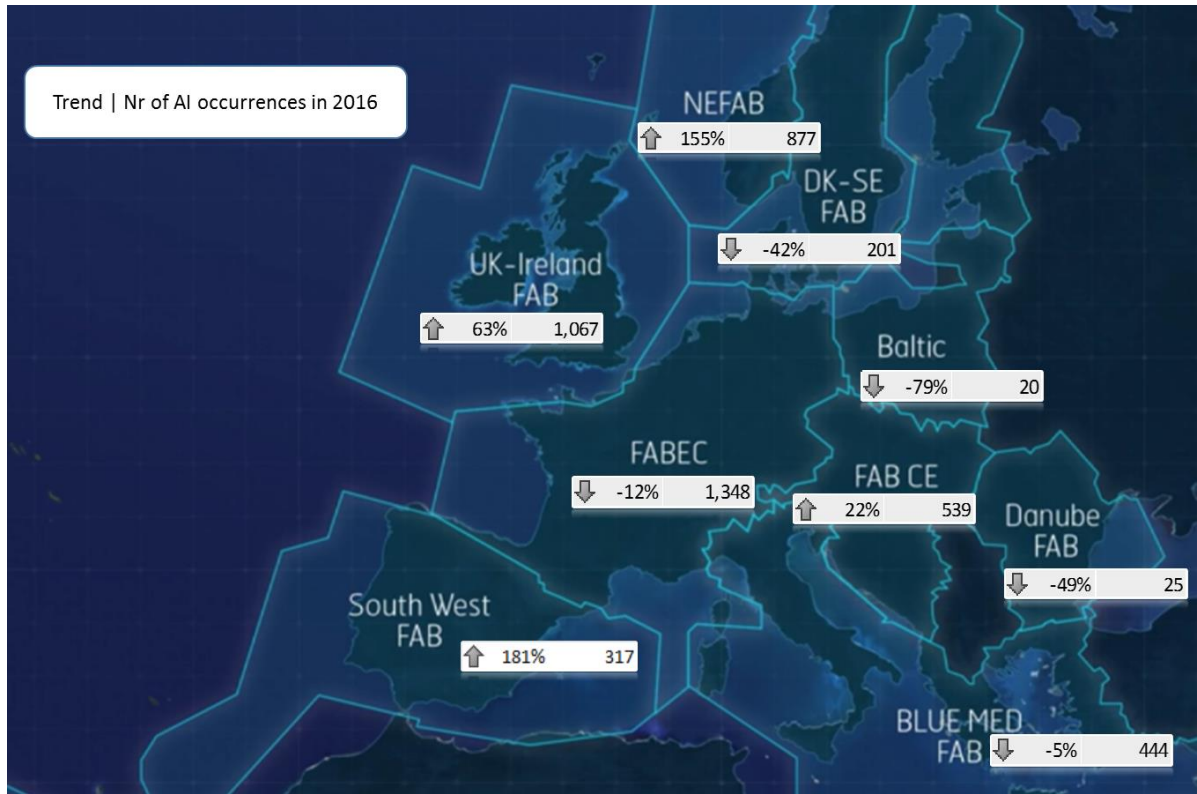 Trend | Nr of AI occurrences in 2016
NEFAB
155% 877
DK-SE
FAB
-42% 201
UK-Ireland
FAB
63% 1,067
Baltic
-79% 20
FABEC
-12% 1,348
FAB CE
22% 539
Danube
FAB
-49% 25
South West
FAB
181% 317
BLUE MED
FAB
-5% 444